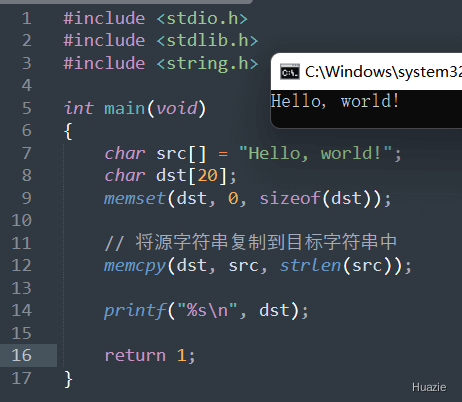 1 #include <stdio.h>
2 #include <stdlib.h>
3 #include <string.h>
C:\Windows\system32
Hello, world!
4
5 int main(void)
6 {
7 char src[] = "Hello, world!";
8 char dst[20];
9 memset(dst, 0, sizeof(dst));
10
11 // 将源字符串复制到目标字符串中
12 memcpy(dst, src, strlen(src));
13
14 printf("%s\n", dst);
15
16 return 1;
17 }
Huazie